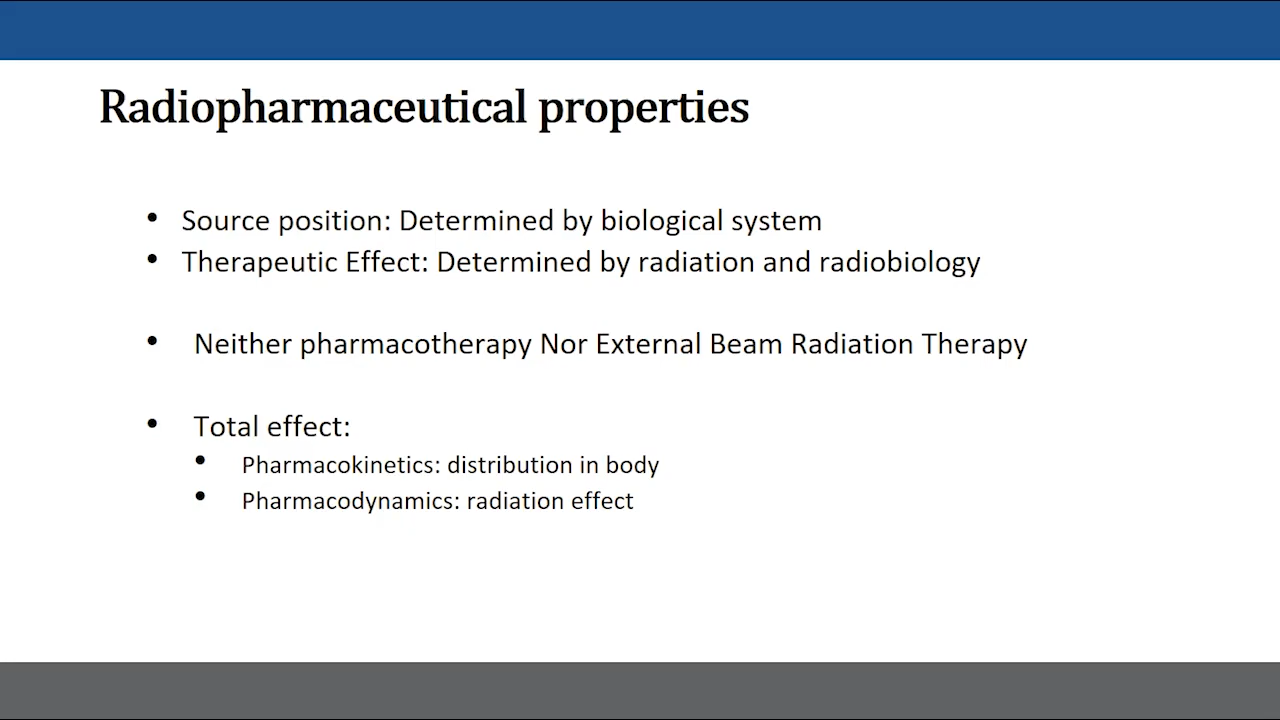 Radiopharmaceutical properties
• Source position: Determined by biological system
• Therapeutic Effect: Determined by radiation and radiobiology
• Neither pharmacotherapy Nor External Beam Radiation Therapy
• Total effect:
• Pharmacokinetics: distribution in body
• Pharmacodynamics: radiation effect